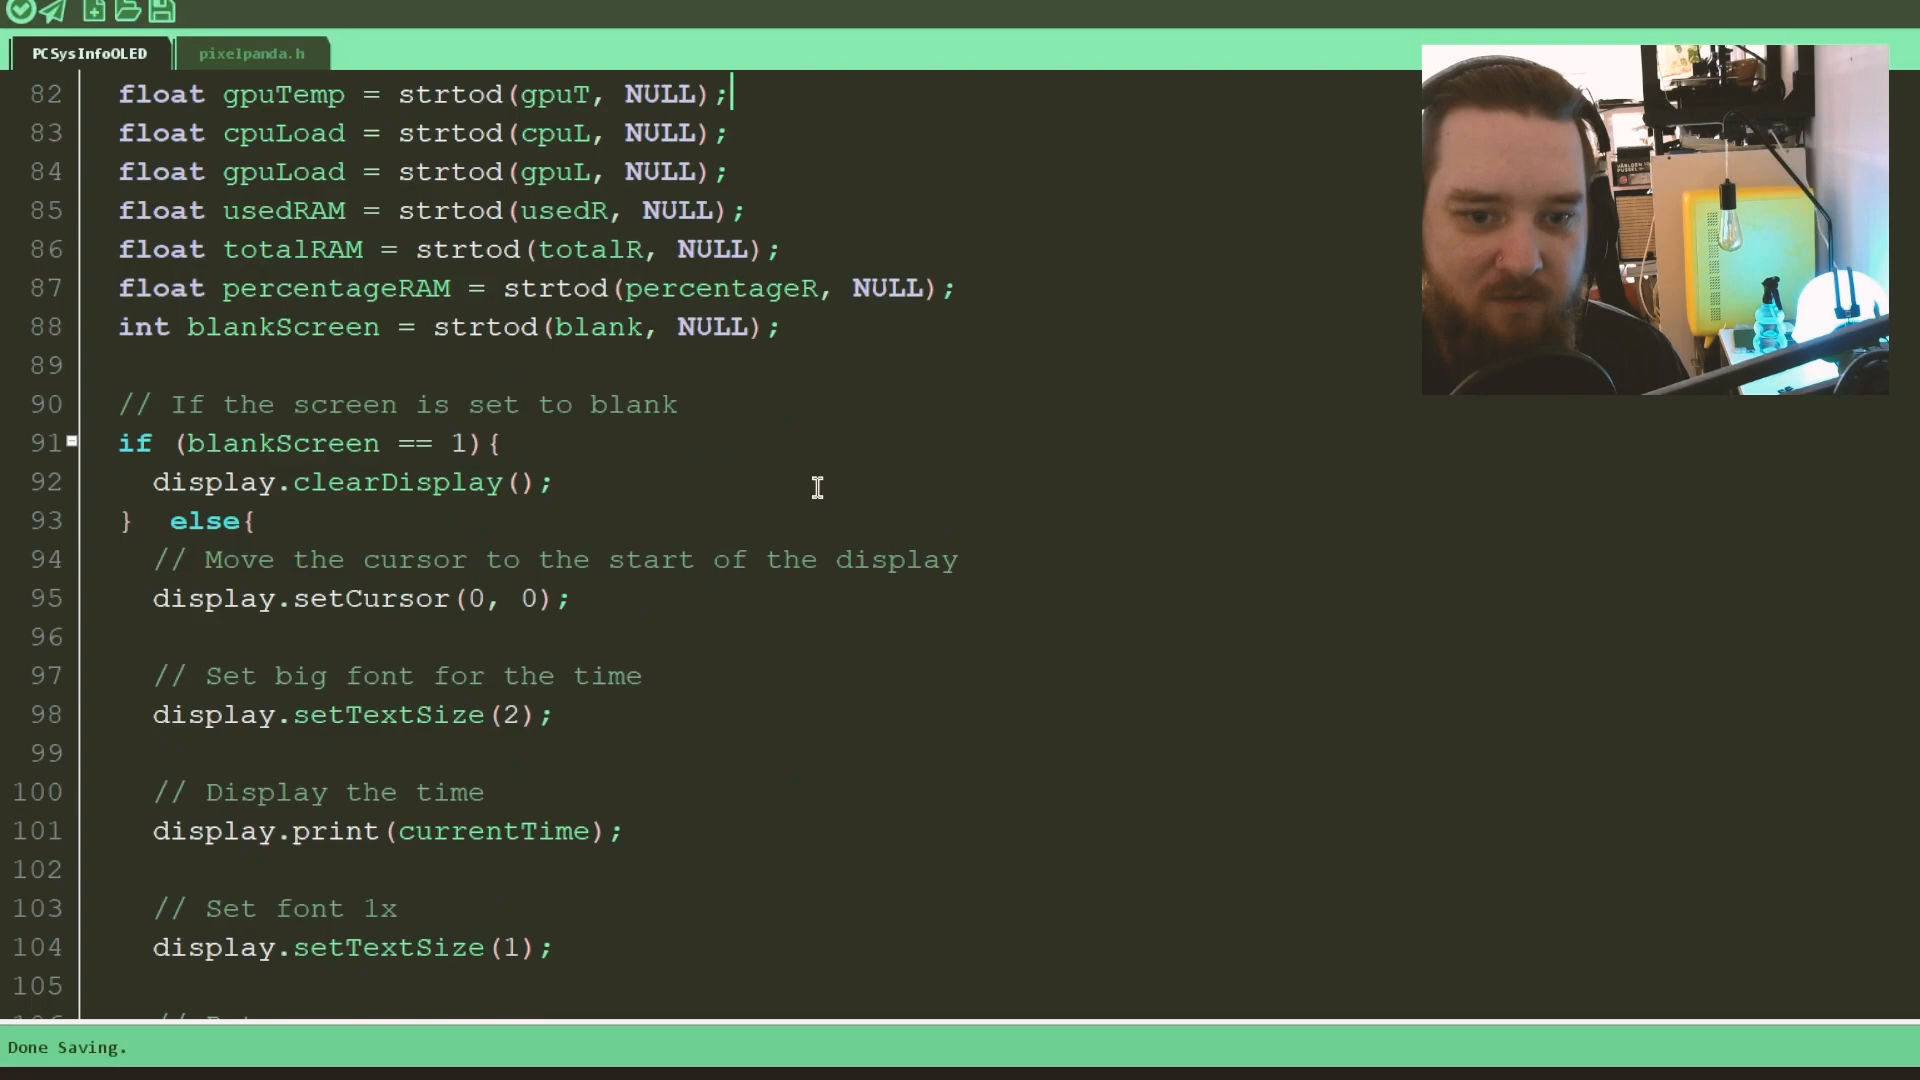 PCSysInfoOLED
pixelpanda.h
82 float gpuTemp = strtod(gpuT, NULL);
83 float cpuLoad = strtod(cpuL, NULL);
84 float gpuLoad = strtod(gpuL, NULL);
85 float usedRAM = strtod(usedR, NULL);
86 float totalRAM = strtod(totalR, NULL);
87 float percentageRAM = strtod(percentageR, NULL);
88 int blankScreen = strtod(blank, NULL);
89
90 // If the screen is set to blank
91 if (blankScreen == 1){
92 display.clearDisplay();
93 } else{
94 // Move the cursor to the start of the display
95 display.setCursor(0, 0);
96
97 // Set big font for the time
98 display.setTextSize(2);
99
100 // Display the time
101 display.print(currentTime);
102
103 // Set font 1x
104 display.setTextSize(1);
105
Done Saving.